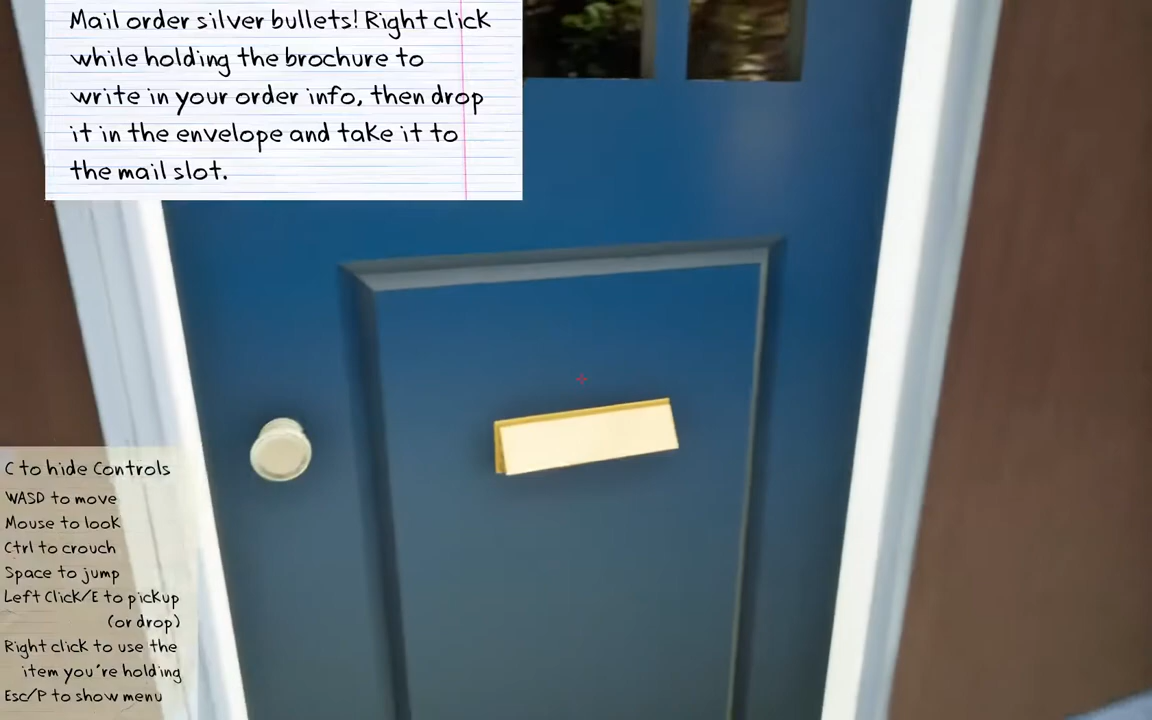 Mail order silver bullets! Right click
while holding the brochure to
write in your order info, then drop
it in the envelope and take it to
the mail slot.
C to hide Controls
WASD to move
Mouse to look
Ctrl to crouch
Space to jump
Left Click/E to pickup
(or drop)
Right click to use the
item you're holding
Esc/P to show menu